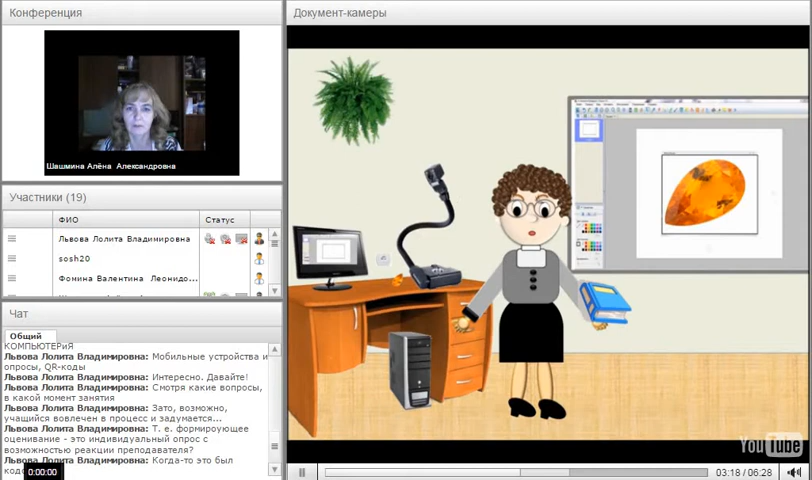 Конференция
Шашмина Алёна Александровна
Участники (19)
ФИО
Статус
Львова Лолита Владимировна
sosh20
Фомина Валентина Леонидо...
Чат
Общий
КОМПЬЮТЕРиЯ
Львова Лолита Владимировна: Мобильные устройства и
опросы, QR-коды
Львова Лолита Владимировна: Интересно. Давайте!
Львова Лолита Владимировна: Смотря какие вопросы,
в какой момент занятия
Львова Лолита Владимировна: Зато, возможно,
учащийся вовлечен в процесс и задумается...
Львова Лолита Владимировна: Т. е. формироующее
оценивание - это индивидуальный опрос с
возможностью реакции преподавателя?
Львова Лолита Владимировна: Когда-то это был
0:00:00
Документ-камеры
YouTube
03:18 / 06:28